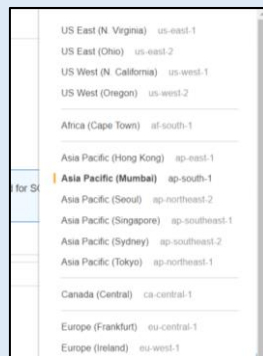 US East (N. Virginia) us-east-1
US East (Ohio) us-east-2
US West (N. California) us-west-1
US West (Oregon) us-west-2
Africa (Cape Town) af-south-1
Asia Pacific (Hong Kong) ap-east-1
Asia Pacific (Mumbai) ap-south-1
d for S
Asia Pacific (Seoul) ap-northeast-2
Asia Pacific (Singapore) ap-southeast-1
Asia Pacific (Sydney) ap-southeast-2
Asia Pacific (Tokyo) ap-northeast-1
Canada (Central) ca-central-1
Europe (Frankfurt) eu-central-1
Europe (Ireland) eu-west-1